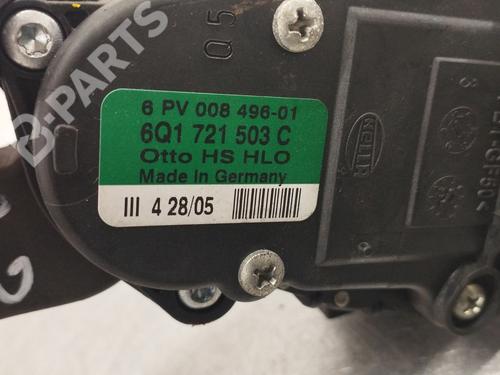 B-PARTS
Q 5
6 PV 008 496-01
6Q1 721 503 C
Otto HS HLO
Made in Germany
III 4 28/05
HELLA